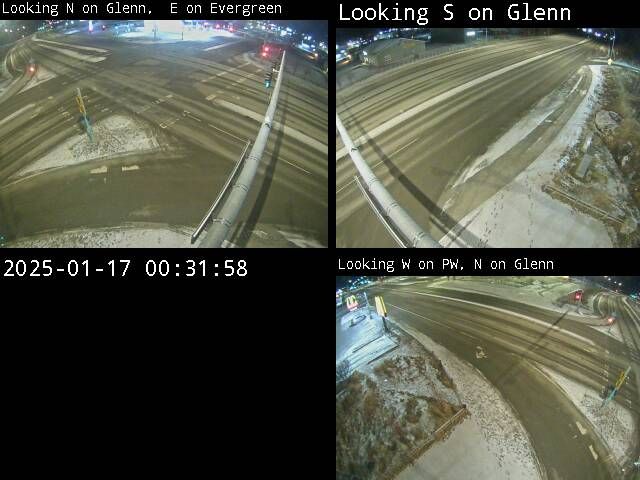 Looking N on Glenn, E on Evergreen
Looking S on Glenn
2025-01-17 00:31:58
Looking W on PW, N on Glenn